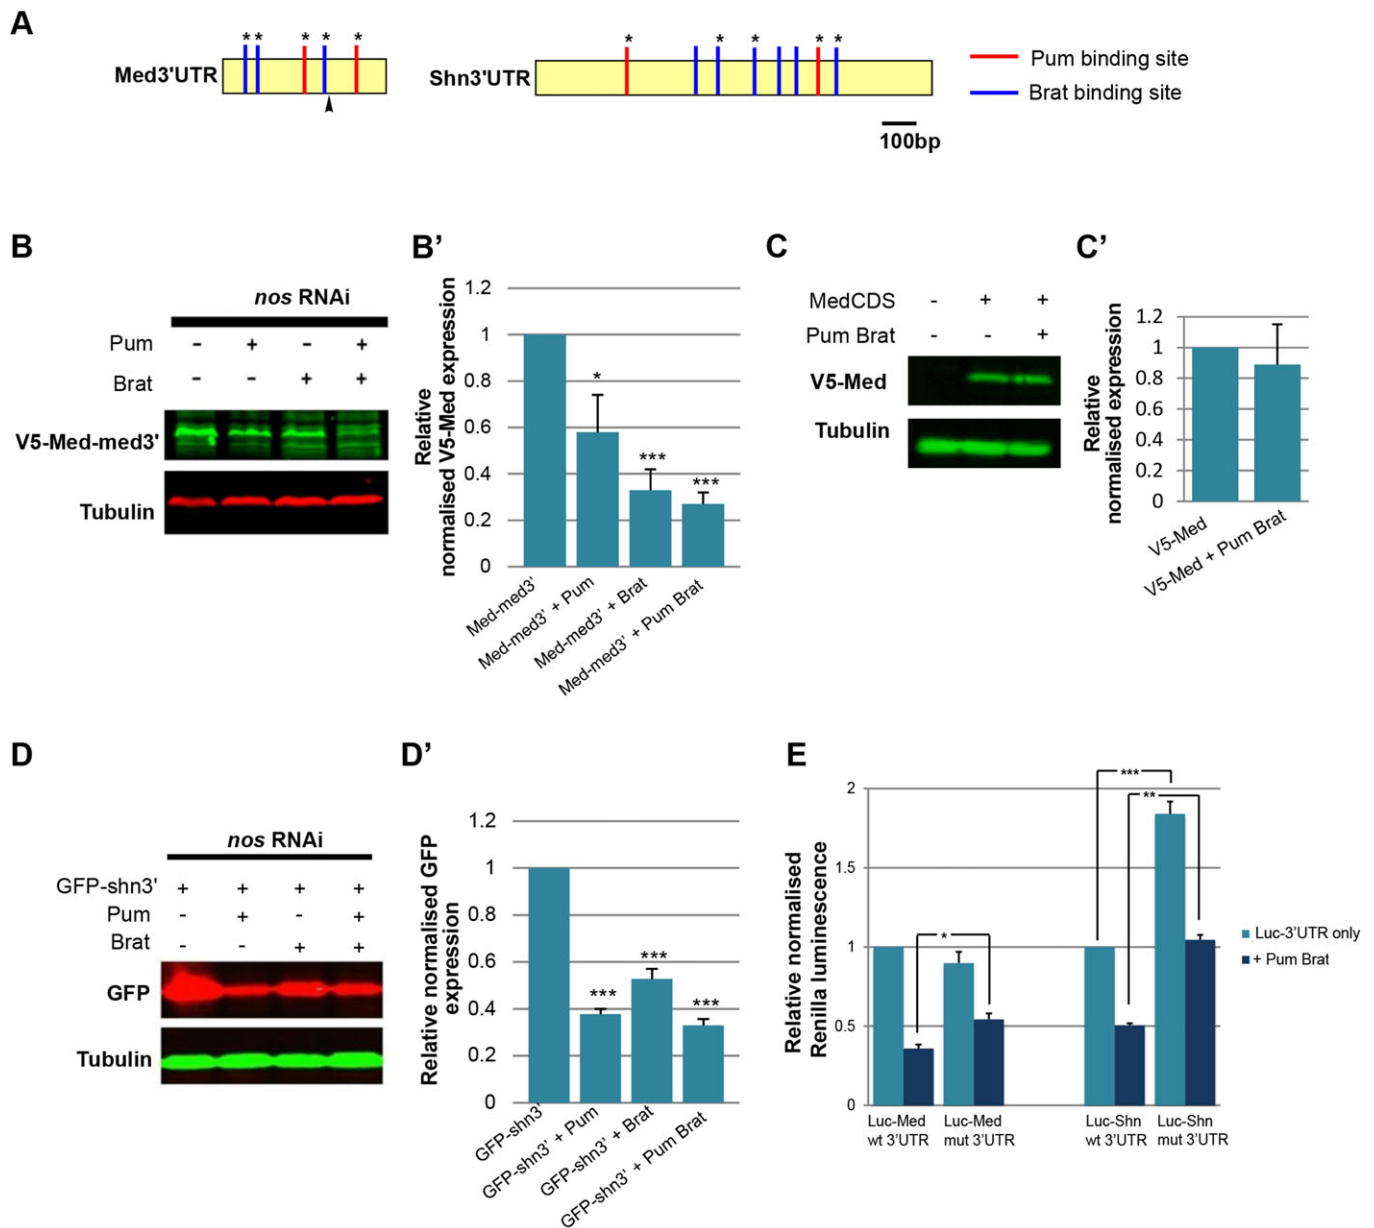 A
* * * * *
Med3'UTR
* * * * *
Shn3'UTR
Pum binding site
Brat binding site
100bp
B
nos RNAi
Pum - + - +
Brat - - + +
V5-Med-med3'
Tubulin
B'
Relative
normalised V5-Med expression
1.2
1
0.8
0.6
0.4
0.2
0
*
***
***
Med-med3'
Med-med3' + Pum
Med-med3' + Brat
Med-med3' + Pum Brat
C
MedCDS - + +
Pum Brat - - +
V5-Med
Tubulin
C'
Relative
normalised expression
1.2
1
0.8
0.6
0.4
0.2
0
V5-Med
V5-Med + Pum Brat
D
nos RNAi
GFP-shn3' + + + +
Pum - + - +
Brat - - + +
GFP
Tubulin
D'
Relative normalised GFP
expression
1.2
1
0.8
0.6
0.4
0.2
0
***
***
***
GFP-shn3'
GFP-shn3' + Pum
GFP-shn3' + Brat
GFP-shn3' + Pum Brat
E
Relative normalised
Renilla luminescence
2
1.5
1
0.5
0
*
***
**
Luc-Med
wt 3'UTR
Luc-Med
mut 3'UTR
Luc-Shn
wt 3'UTR
Luc-Shn
mut 3'UTR
Luc-3'UTR only
+ Pum Brat